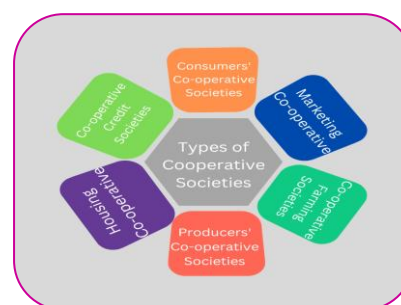 Consumers'
Co-operative
Societies
Marketing
Co-operative
Co-operative
Farming
Societies
Producers'
Co-operative
Societies
Housing
Co-operative
Co-operative
Credit
Societies
Types of
Cooperative
Societies